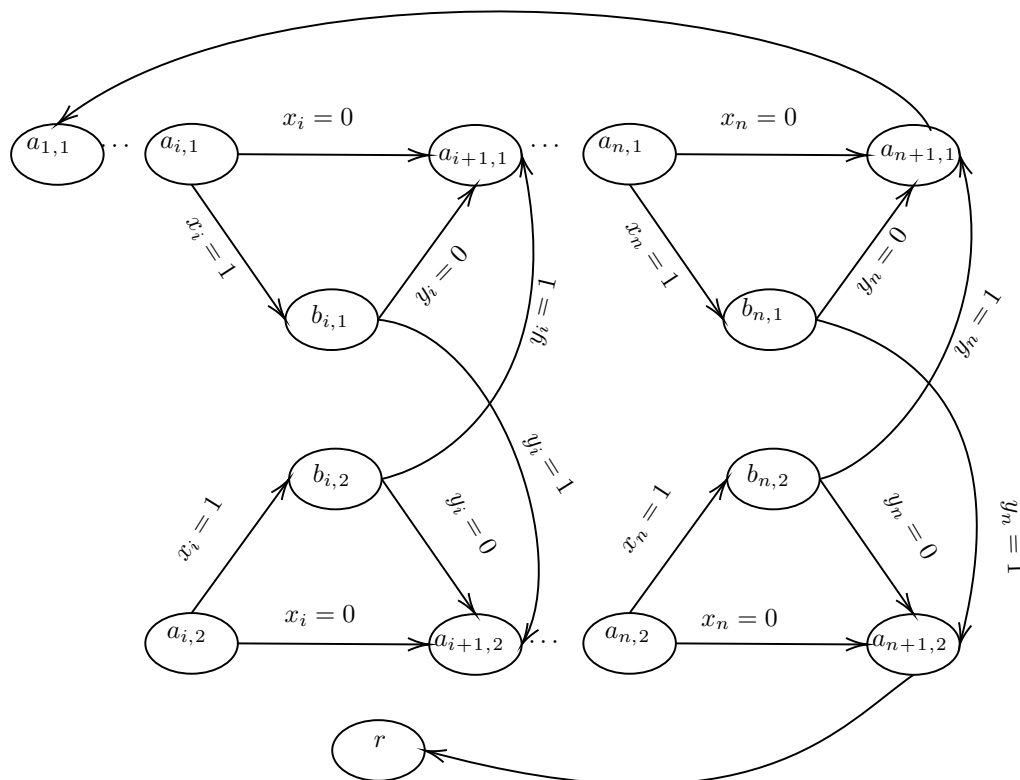 x_i = 0
x_n = 0
a_{1,1} ... a_{i,1} a_{i+1,1} ... a_{n,1} a_{n+1,1}
x_i = 1
y_i = 0
x_n = 1
y_n = 0
b_{i,1}
y_i = 1
b_{n,1}
y_n = 1
y_i = 1
b_{i,2}
b_{n,2}
x_i = 1
y_i = 0
x_n = 1
y_n = 0
y_n = 1
x_i = 0
x_n = 0
a_{i,2} a_{i+1,2} ... a_{n,2} a_{n+1,2}
r